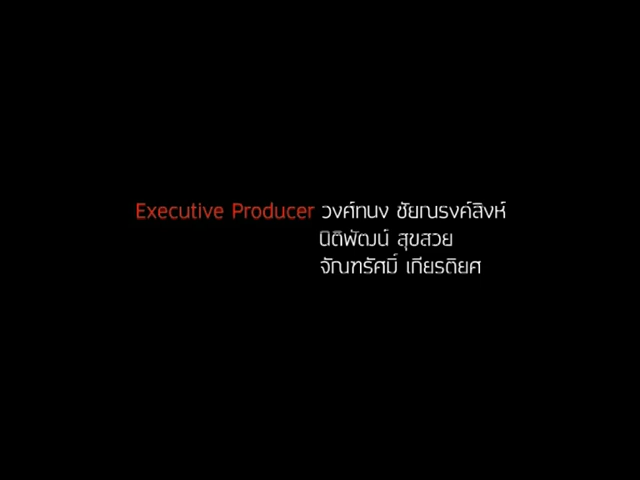 Executive Producer วงศ์ทนง ชัยณรงค์สิงห์
นิติพัฒน์ สุขสวย
จัณฑรัศมิ์ เกียรติยศ